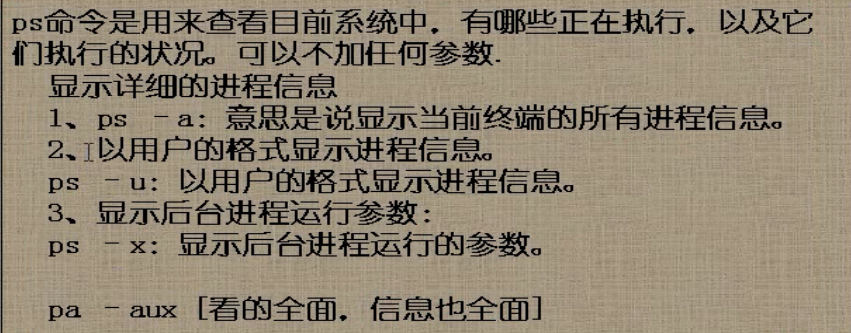 ps命令是用来查看目前系统中，有哪些正在执行，以及它
们执行的状况。可以不加任何参数.
显示详细的进程信息
1、ps -a: 意思是说显示当前终端的所有进程信息。
2、以用户的格式显示进程信息。
ps -u: 以用户的格式显示进程信息。
3、显示后台进程运行参数:
ps -x: 显示后台进程运行的参数。
pa -aux [看的全面，信息也全面]